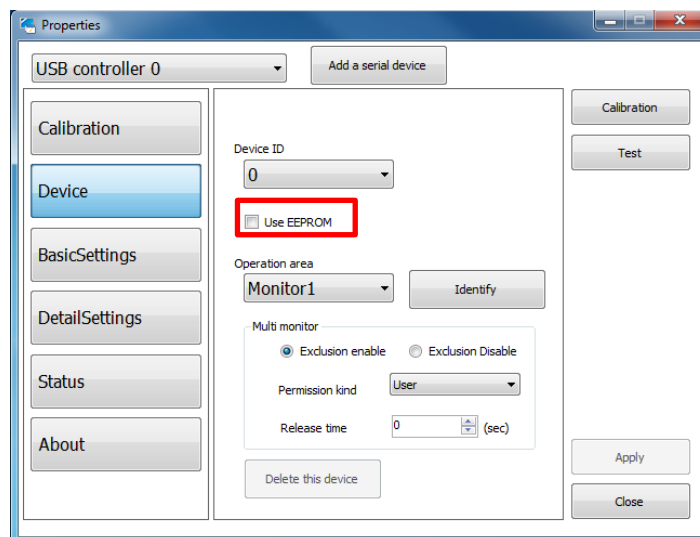 Properties
USB controller 0
Add a serial device
Calibration
Device
BasicSettings
DetailSettings
Status
About
Device ID
0
Use EEPROM
Operation area
Monitor1
Identify
Multi monitor
Exclusion enable
Exclusion Disable
Permission kind
User
Release time
0
(sec)
Delete this device
Calibration
Test
Apply
Close